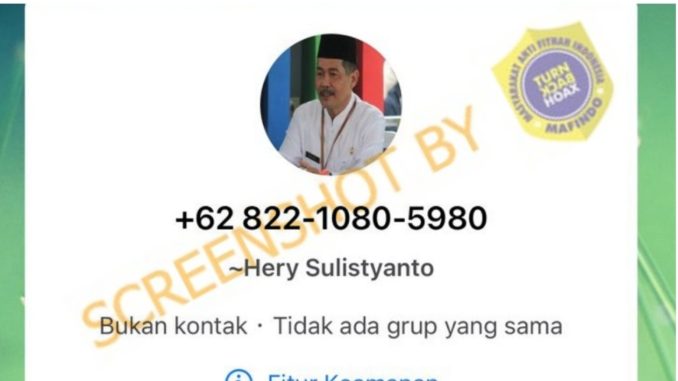 +62 822-1080-5980
~Hery Sulistyanto
Bukan kontak · Tidak ada grup yang sama
SCREENSHOT BY
MASYARAKAT ANTI FITNAH INDONESIA
TURN
BACK
HOAX
MAFINDO